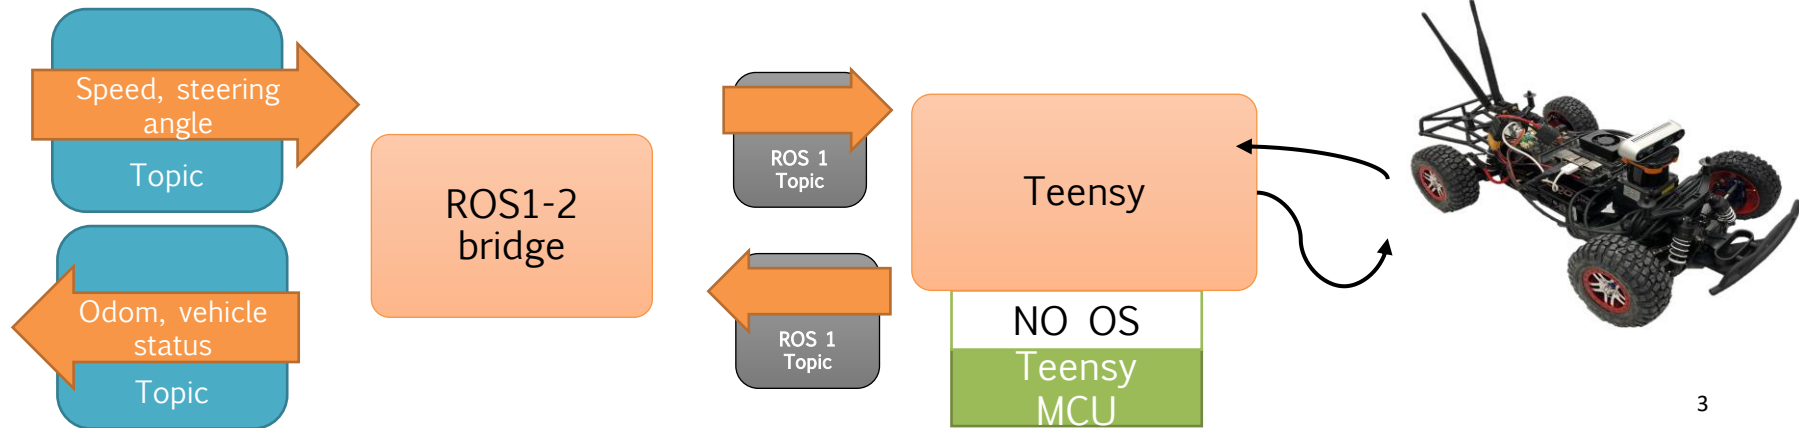 Speed, steering
angle
Topic
Odom, vehicle
status
Topic
ROS1-2
bridge
ROS 1
Topic
ROS 1
Topic
Teensy
NO OS
Teensy
MCU
3